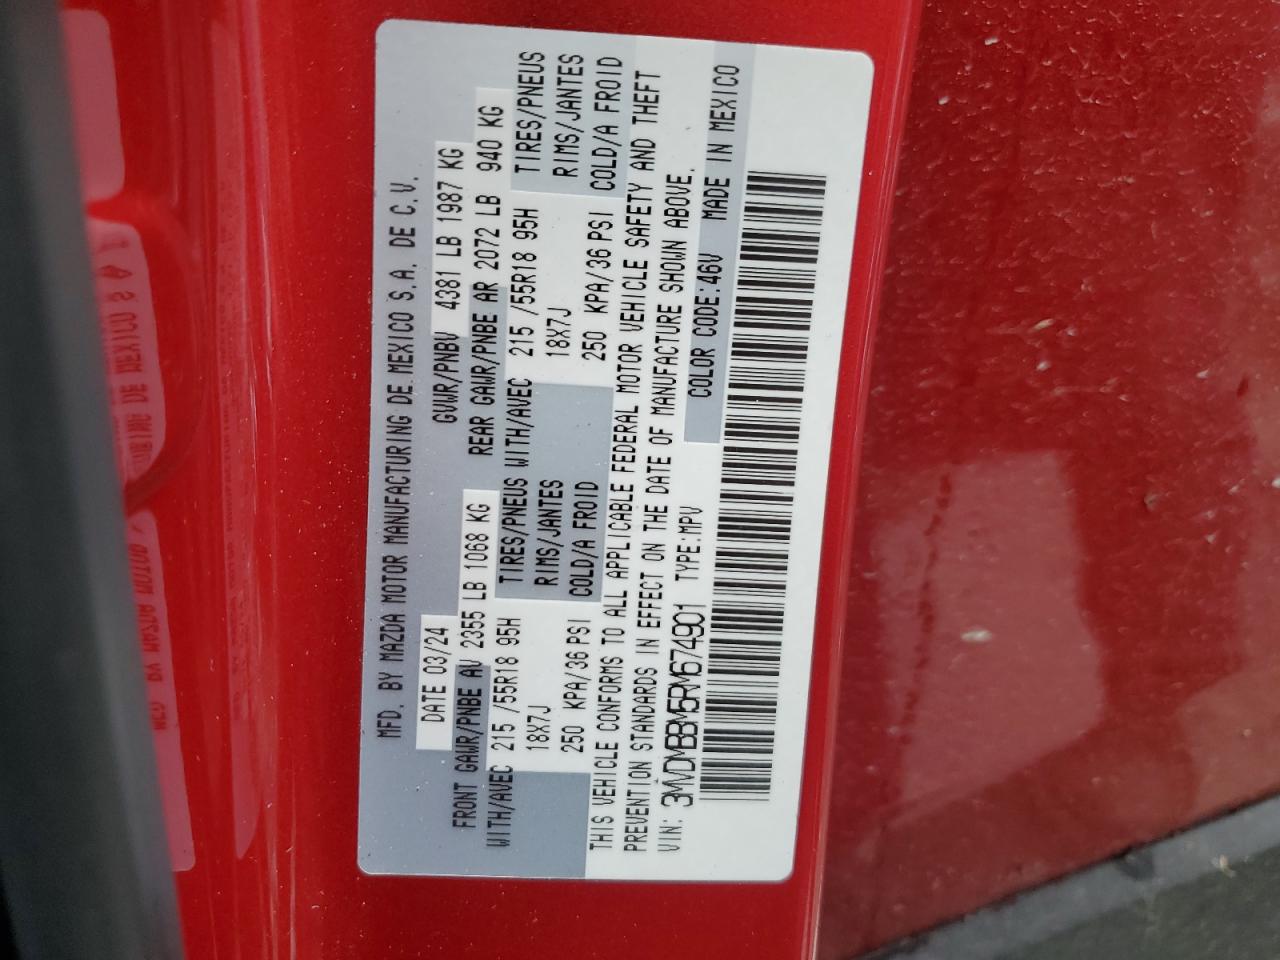 MFD. BY MAZDA MOTOR MANUFACTURING DE MEXICO S.A. DE C.V.
DATE 03/24 GVWR/PNBV 4381 LB 1987 KG
FRONT GAWR/PNBE AV 2355 LB 1068 KG REAR GAWR/PNBE AR 2072 LB 940 KG
WITH/AVEC 215 /55R18 95H TIRES/PNEUS WITH/AVEC 215 /55R18 95H TIRES/PNEUS
18X7J RIMS/JANTES 18X7J RIMS/JANTES
250 KPA/36 PSI COLD/A FROID 250 KPA/36 PSI COLD/A FROID
THIS VEHICLE CONFORMS TO ALL APPLICABLE FEDERAL MOTOR VEHICLE SAFETY AND THEFT
PREVENTION STANDARDS IN EFFECT ON THE DATE OF MANUFACTURE SHOWN ABOVE.
VIN: 3MVDMBBM5RM674901 TYPE:MPV COLOR CODE:46V MADE IN MEXICO